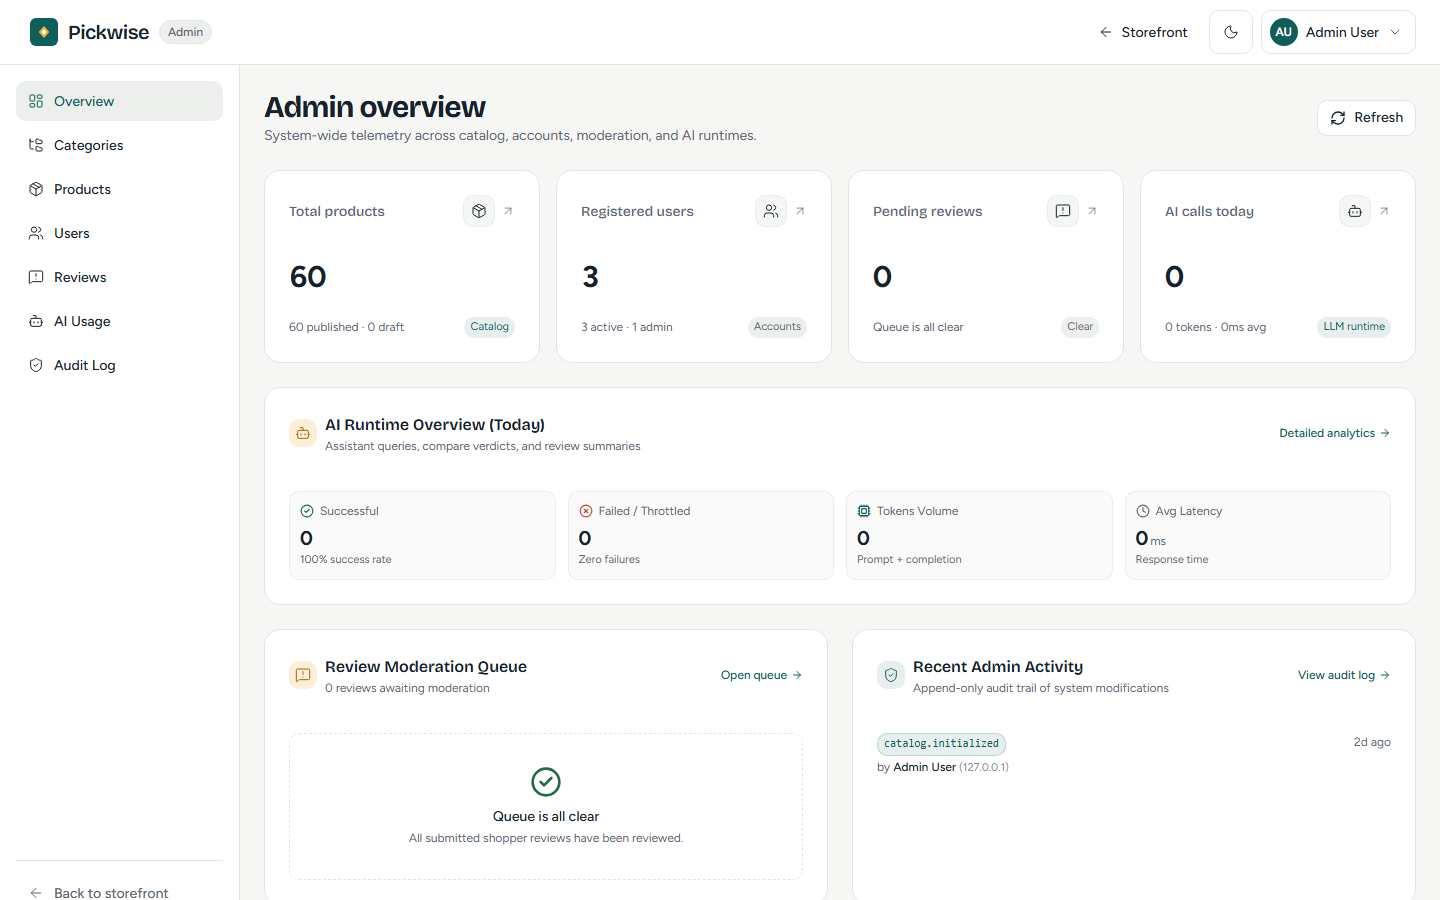 Pickwise
Admin
Storefront
AU
Admin User
Overview
Categories
Products
Users
Reviews
AI Usage
Audit Log
Back to storefront
Admin overview
System-wide telemetry across catalog, accounts, moderation, and AI runtimes.
Refresh
Total products
60
60 published · 0 draft
Catalog
Registered users
3
3 active · 1 admin
Accounts
Pending reviews
0
Queue is all clear
Clear
AI calls today
0
0 tokens · 0ms avg
LLM runtime
AI Runtime Overview (Today)
Assistant queries, compare verdicts, and review summaries
Detailed analytics
Successful
0
100% success rate
Failed / Throttled
0
Zero failures
Tokens Volume
0
Prompt + completion
Avg Latency
0 ms
Response time
Review Moderation Queue
0 reviews awaiting moderation
Open queue
Queue is all clear
All submitted shopper reviews have been reviewed.
Recent Admin Activity
Append-only audit trail of system modifications
View audit log
catalog.initialized
2d ago
by Admin User (127.0.0.1)